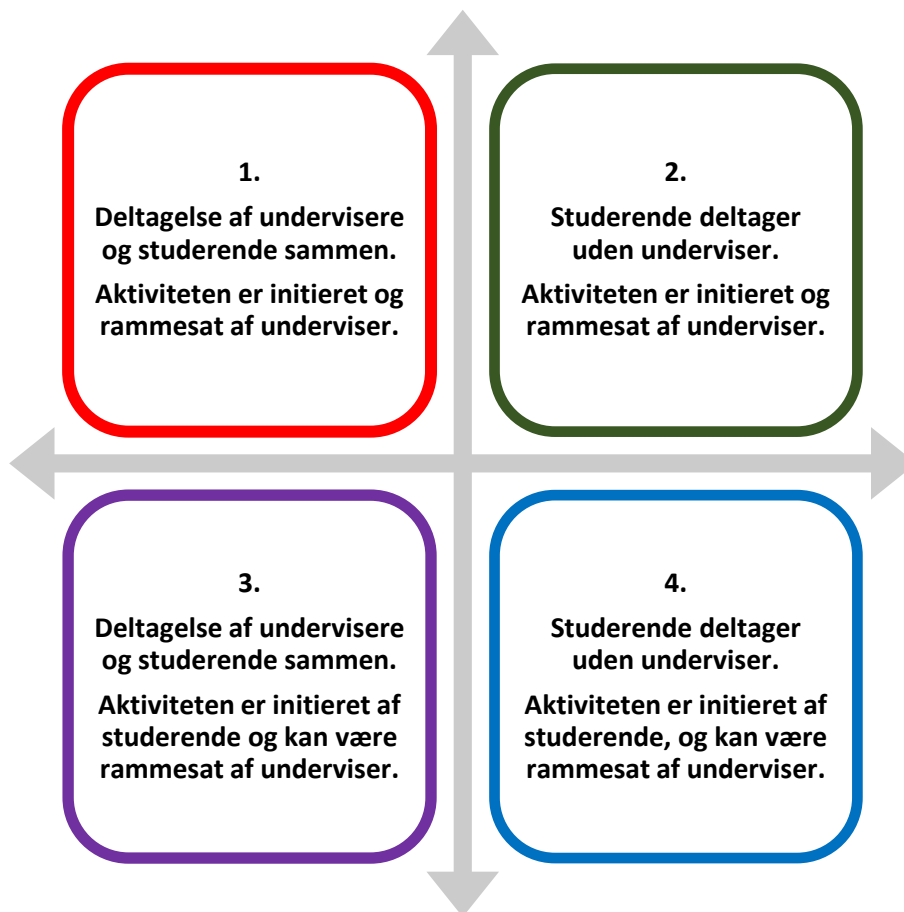 1.
Deltagelse af undervisere
og studerende sammen.
Aktiviteten er initieret og
rammesat af underviser.
2.
Studerende deltager
uden underviser.
Aktiviteten er initieret og
rammesat af underviser.
3.
Deltagelse af undervisere
og studerende sammen.
Aktiviteten er initieret af
studerende og kan være
rammesat af underviser.
4.
Studerende deltager
uden underviser.
Aktiviteten er initieret af
studerende, og kan være
rammesat af underviser.